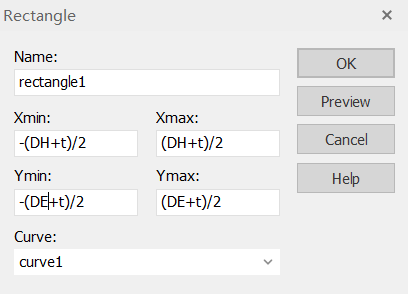 Rectangle
Name:
rectangle1
OK
Preview
Xmin:
Xmax:
-(DH+t)/2
(DH+t)/2
Cancel
Ymin:
Ymax:
Help
-(DE+t)/2
(DE+t)/2
Curve:
curve1